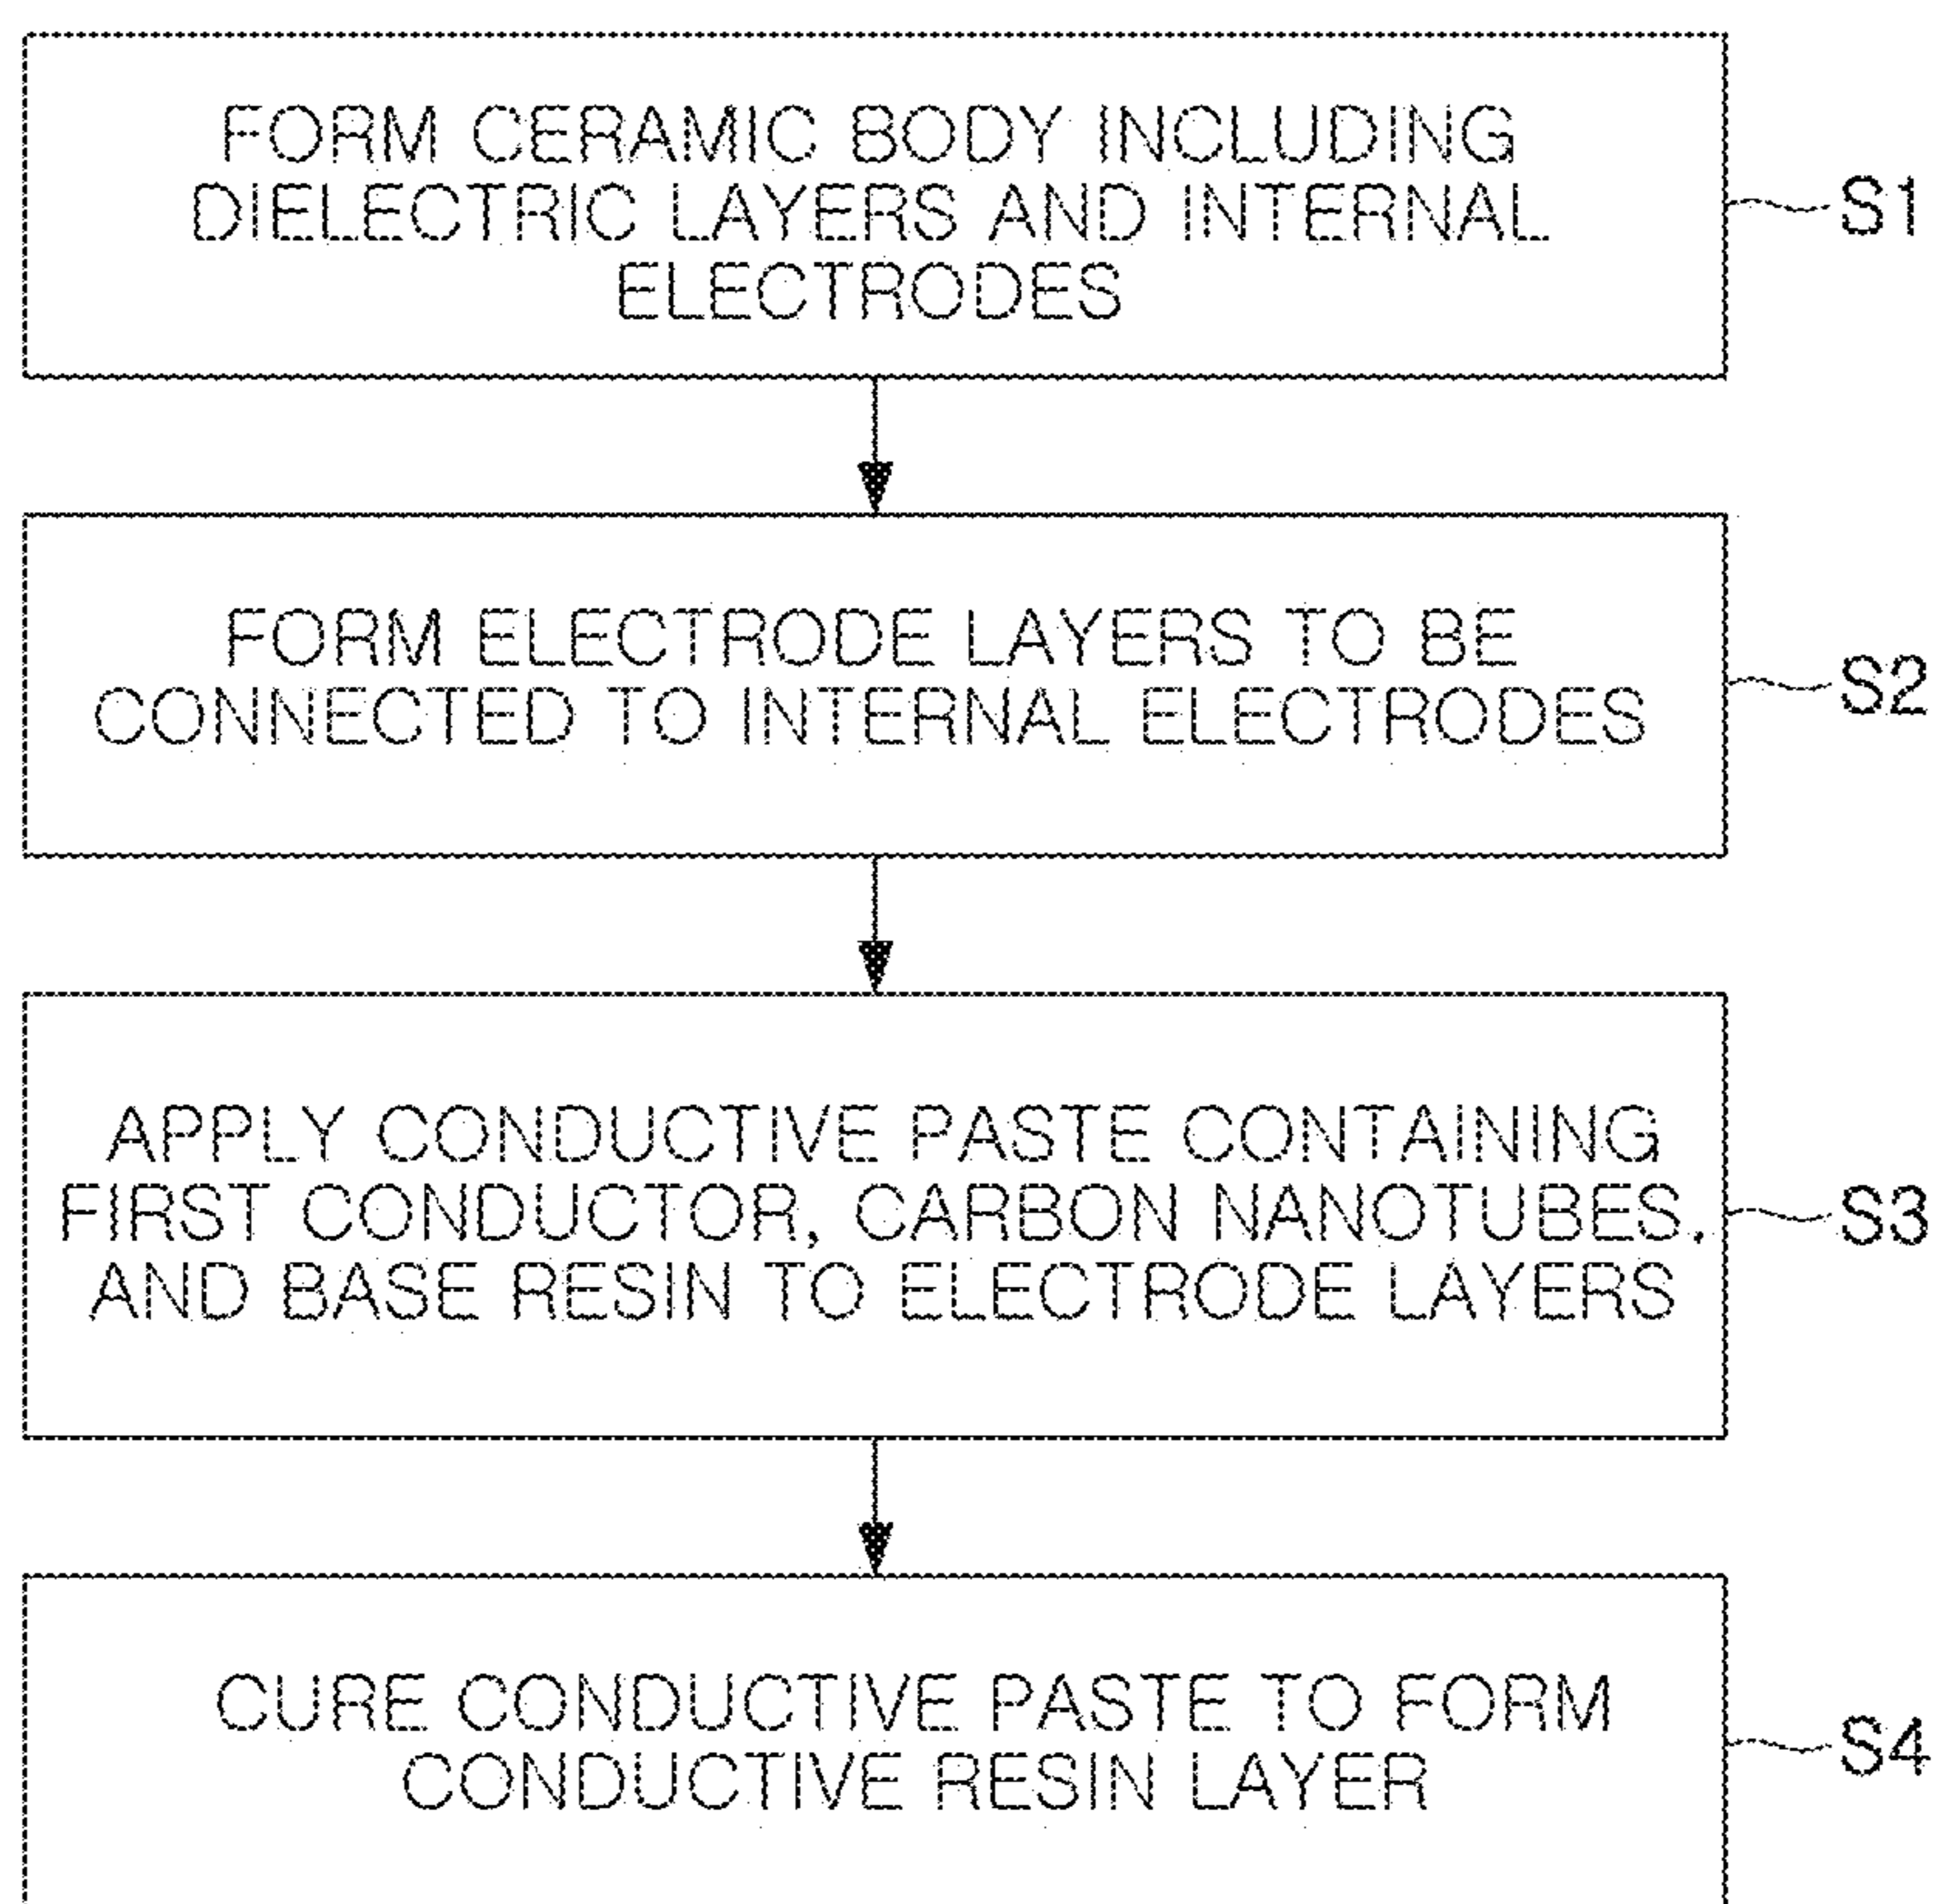 FORM CERAMIC BODY INCLUDING
DIELECTRIC LAYERS AND INTERNAL
ELECTRODES
S1
FORM ELECTRODE LAYERS TO BE
CONNECTED TO INTERNAL ELECTRODES
S2
APPLY CONDUCTIVE PASTE CONTAINING
FIRST CONDUCTOR, CARBON NANOTUBES,
AND BASE RESIN TO ELECTRODE LAYERS
S3
CURE CONDUCTIVE PASTE TO FORM
CONDUCTIVE RESIN LAYER
S4